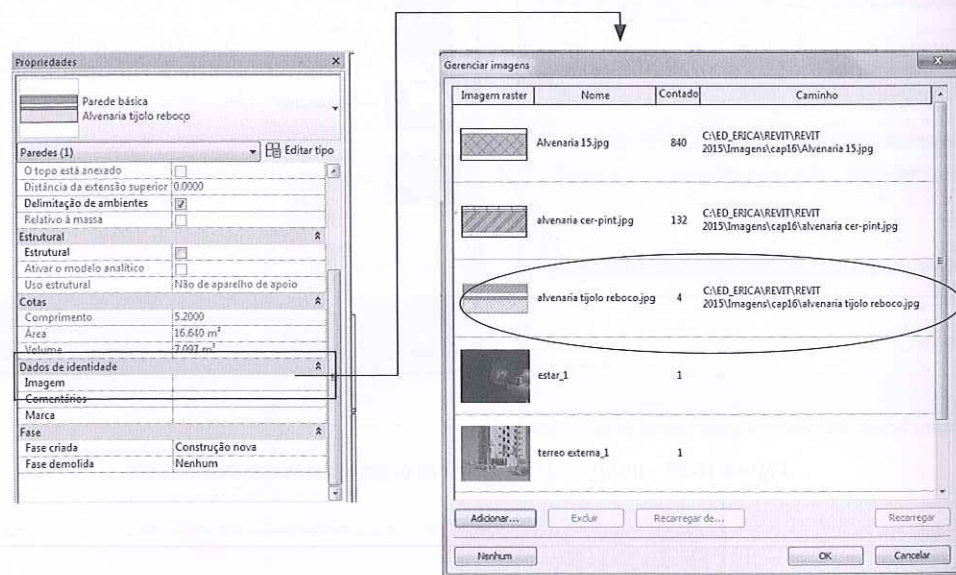 Propriedades
Parede básica
Alvenaria tijolo reboço
Paredes (1)
Editar tipo
O topo está anexado
Distância da extensão superior 0.0000
Delimitação de ambientes
Relativo à massa
Estrutural
Estrutural
Ativar o modelo analítico
Uso estrutural Não de aparelho de apoio
Cotas
Comprimento 5.2000
Área 16.640 m²
Volume 7.097 m³
Dados de identidade
Imagem
Comentários
Marca
Fase
Fase criada Construção nova
Fase demolida Nenhum
Gerenciar imagens
Imagem raster Nome Contado Caminho
Alvenaria 15.jpg 840 C:\ED_ERICA\REVIT\REVIT
2015\Imagens\cap16\Alvenaria 15.jpg
alvenaria cer-pint.jpg 132 C:\ED_ERICA\REVIT\REVIT
2015\Imagens\cap16\alvenaria cer-pint.jpg
alvenaria tijolo reboco.jpg 4 C:\ED_ERICA\REVIT\REVIT
2015\Imagens\cap16\alvenaria tijolo reboco.jpg
estar_1 1
terreo externa_1 1
Adicionar... Excluir Recarregar de... Recarregar
Nenhum OK Cancelar